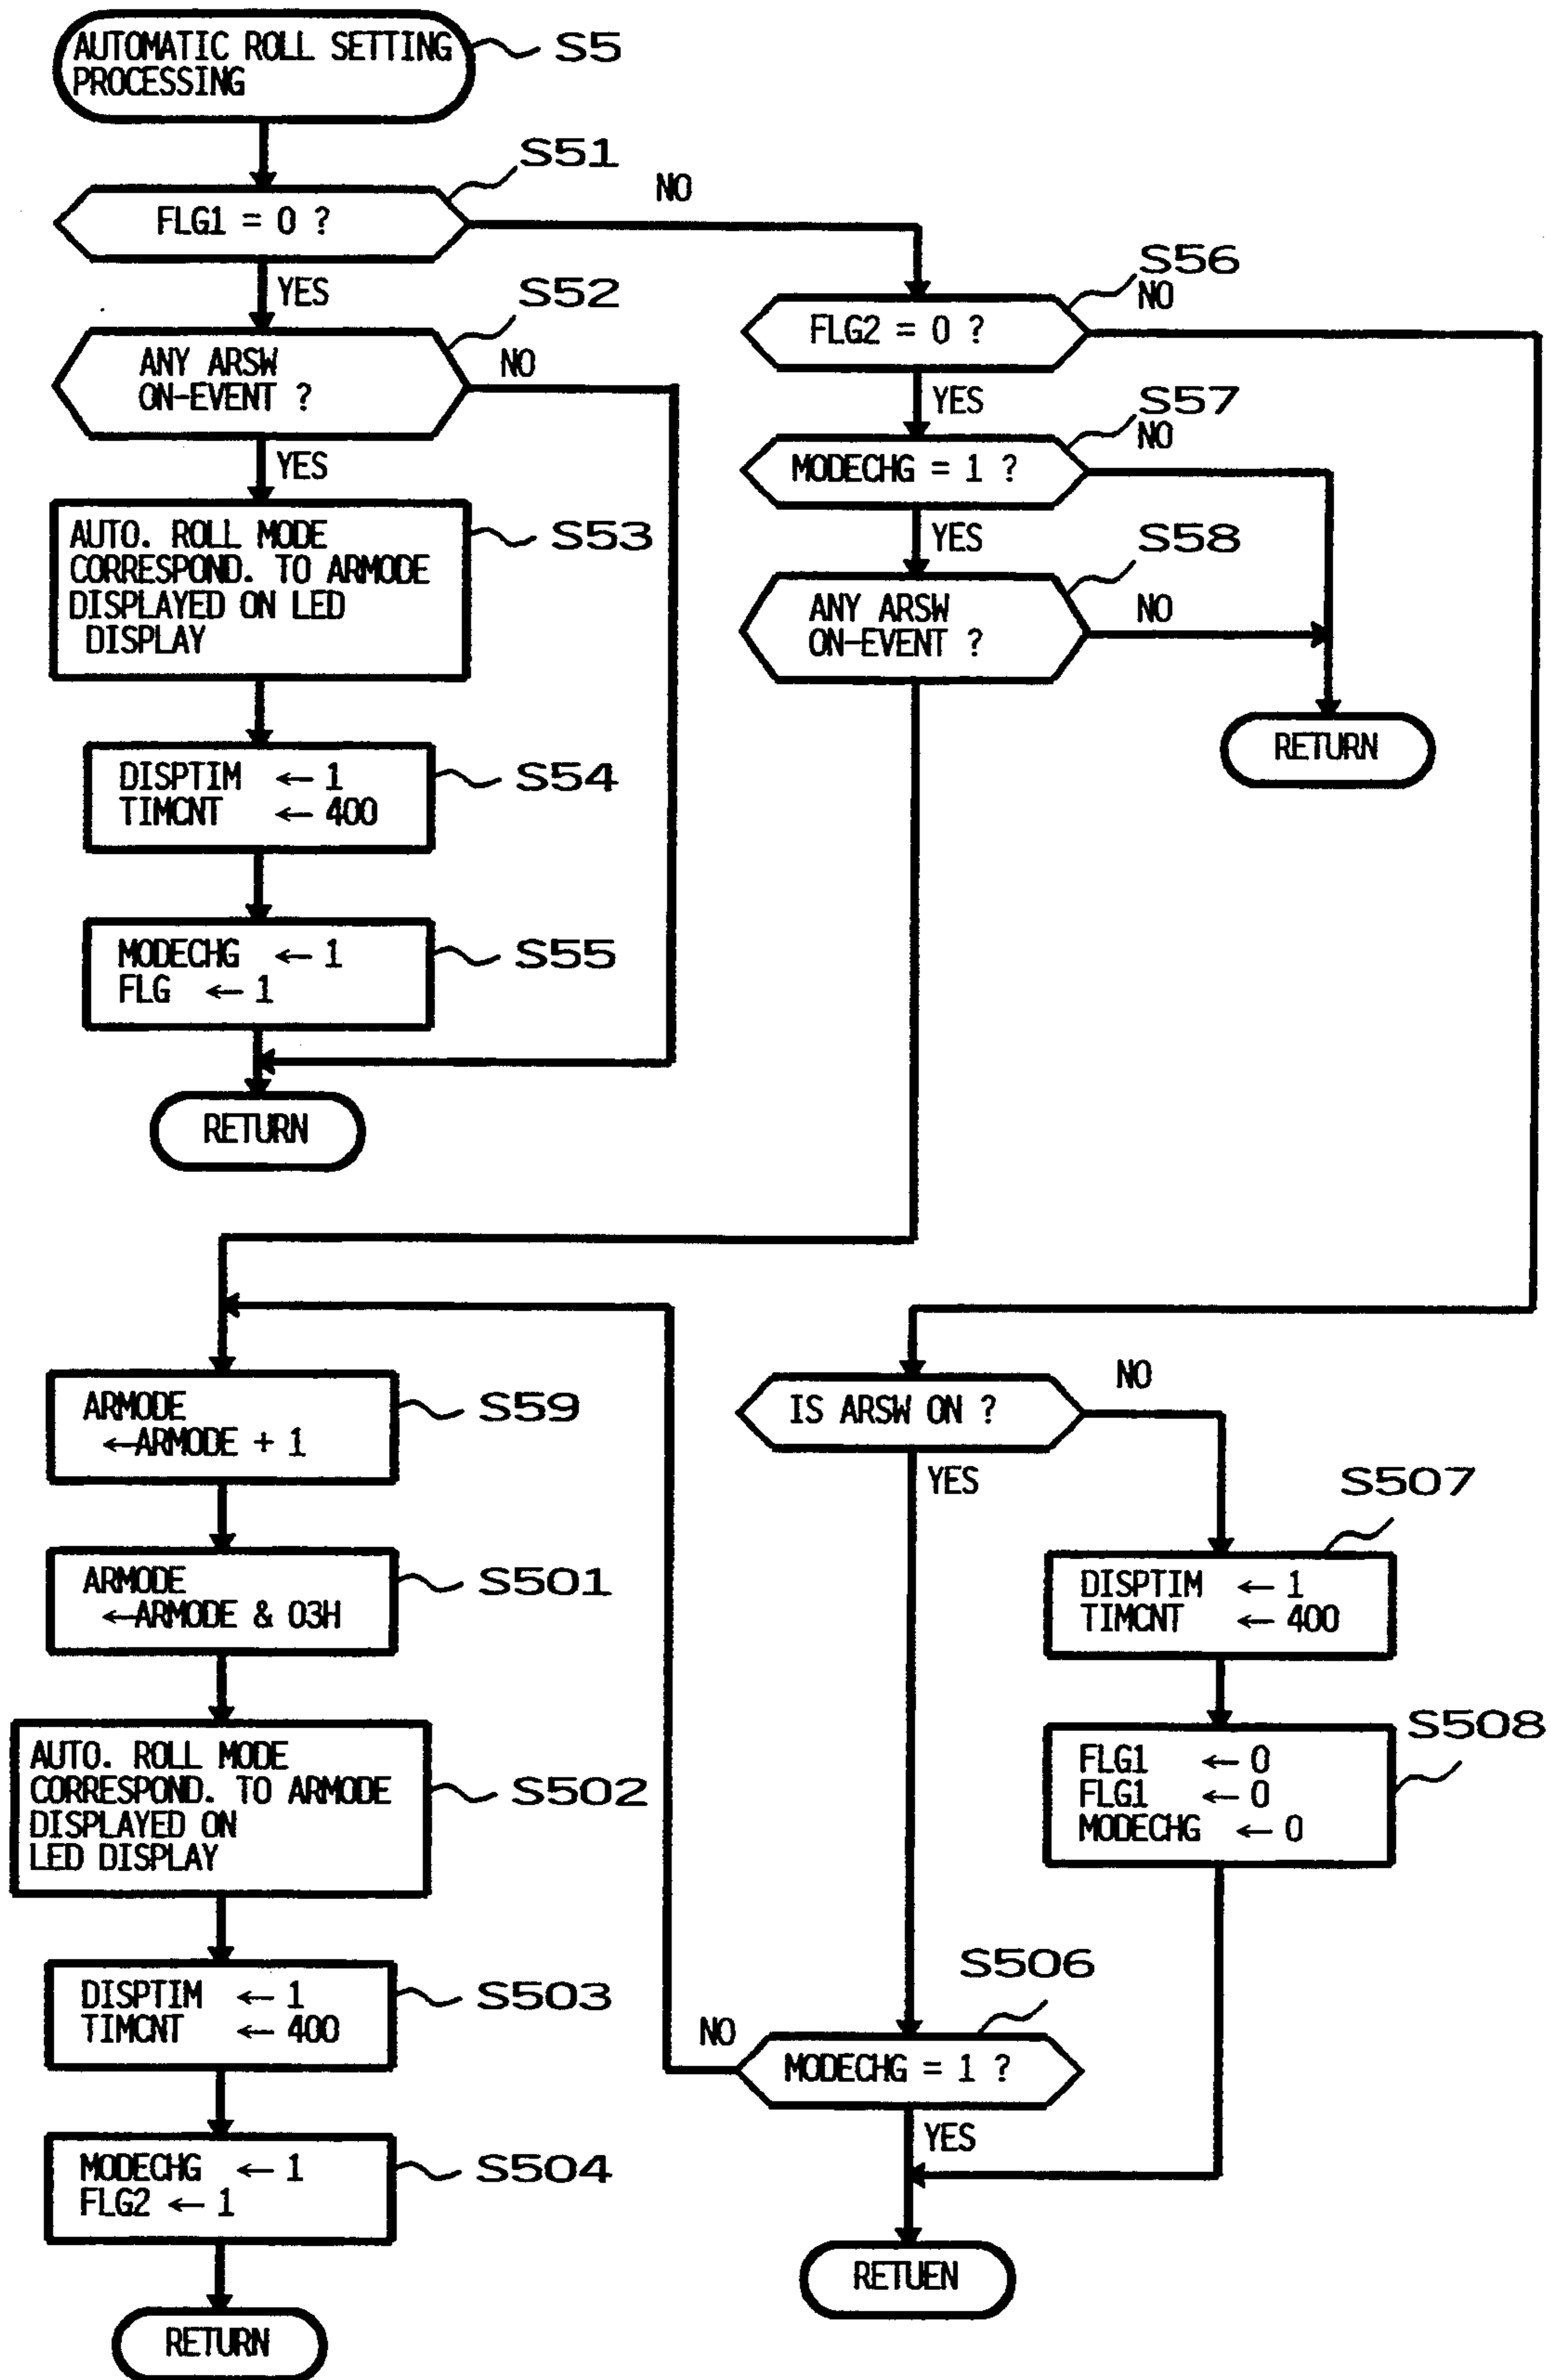 AUTOMATIC ROLL SETTING
PROCESSING
S5
S51
FLG1 = 0 ?
NO
YES
S52
ANY ARSW
ON-EVENT ?
NO
YES
AUTO. ROLL MODE
CORRESPOND. TO ARMODE
DISPLAYED ON LED
DISPLAY
S53
DISPTIM ← 1
TIMCNT ← 400
S54
MODECHG ← 1
FLG ← 1
S55
RETURN
S56
NO
FLG2 = 0 ?
YES
S57
NO
MODECHG = 1 ?
YES
S58
ANY ARSW
ON-EVENT ?
NO
RETURN
ARMODE
←ARMODE + 1
S59
ARMODE
←ARMODE & 03H
S501
AUTO. ROLL MODE
CORRESPOND. TO ARMODE
DISPLAYED ON
LED DISPLAY
S502
DISPTIM ← 1
TIMCNT ← 400
S503
MODECHG ← 1
FLG2 ← 1
S504
RETURN
IS ARSW ON ?
NO
YES
S507
DISPTIM ← 1
TIMCNT ← 400
S508
FLG1 ← 0
FLG1 ← 0
MODECHG ← 0
S506
NO
MODECHG = 1 ?
YES
RETUEN